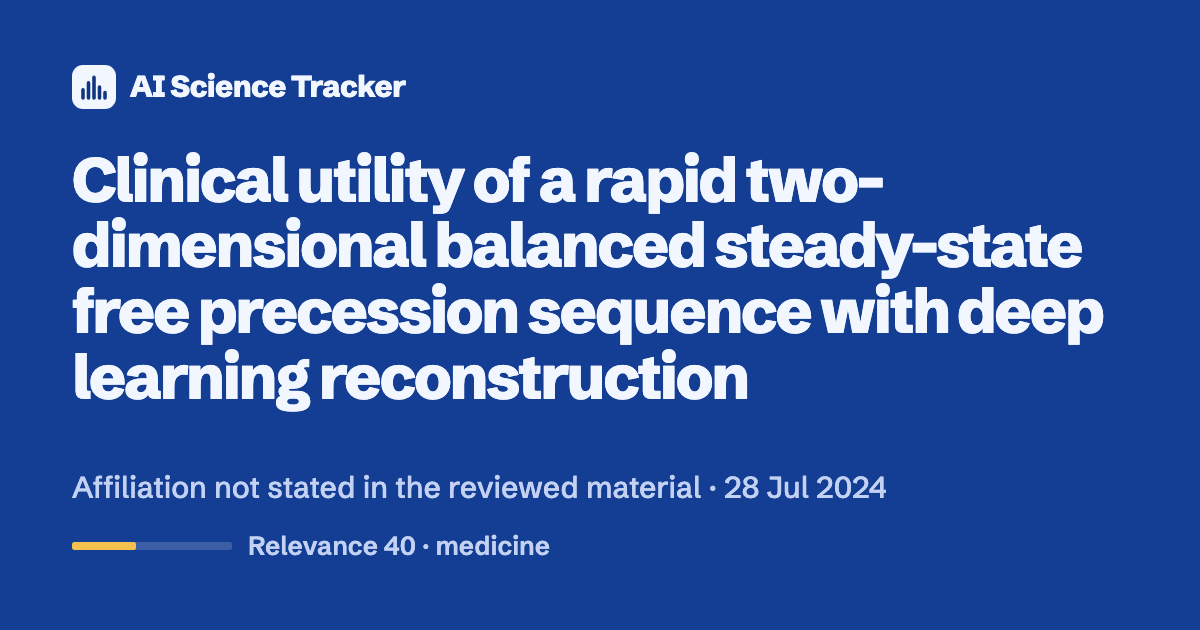 AI Science Tracker
Clinical utility of a rapid two-
dimensional balanced steady-state
free precession sequence with deep
learning reconstruction
Affiliation not stated in the reviewed material · 28 Jul 2024
Relevance 40 · medicine